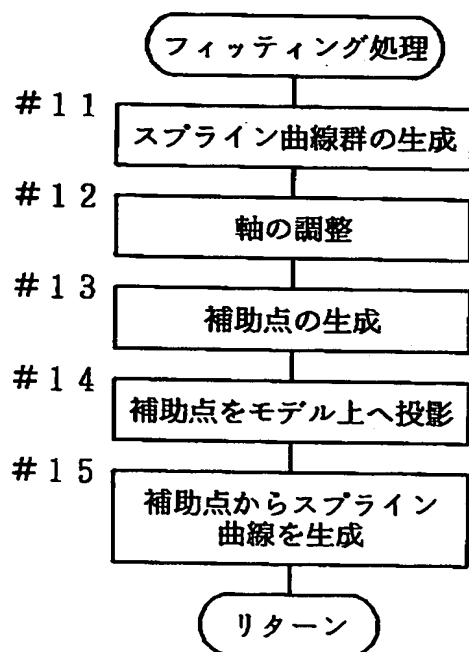 フィッティング処理
#11
スプライン曲線群の生成
#12
軸の調整
#13
補助点の生成
#14
補助点をモデル上へ投影
#15
補助点からスプライン
曲線を生成
リターン